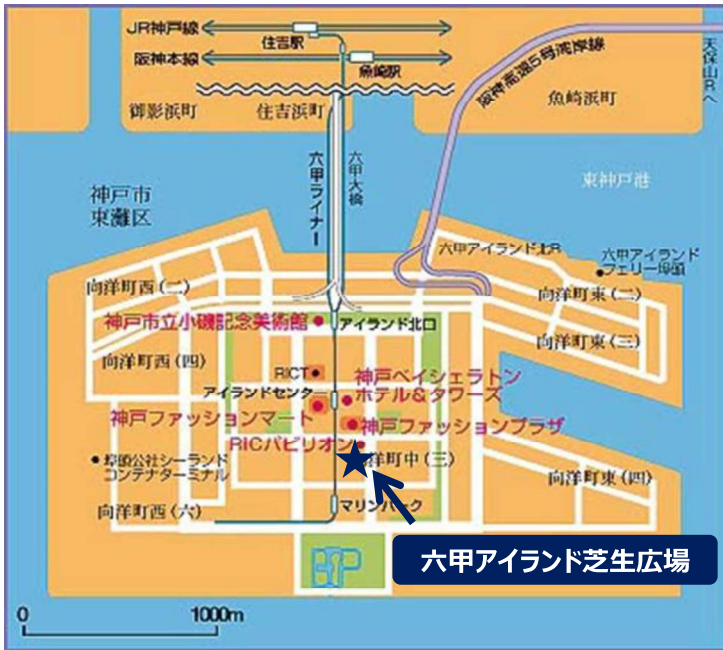 JR神戸線
住吉駅
阪神本線
魚崎駅
阪神高速5号湾岸線
天保山Rへ
御影浜町
住吉浜町
魚崎浜町
六甲ライナー
六甲大橋
東神戸港
神戸市
東灘区
六甲アイランド北R
六甲アイランド
フェリー埠頭
向洋町西(二)
向洋町東(二)
神戸市立小磯記念美術館
アイランド北口
向洋町東(三)
向洋町西(四)
RICT
神戸ベイシェラトン
ホテル&タワーズ
アイランドセンタ
神戸ファッションマート
神戸ファッションプラザ
RICパビリオン
洋町中(三)
埠頭公社シーランド
コンテナターミナル
向洋町東(四)
向洋町西(六)
マリンパーク
六甲アイランド芝生広場
0 1000m